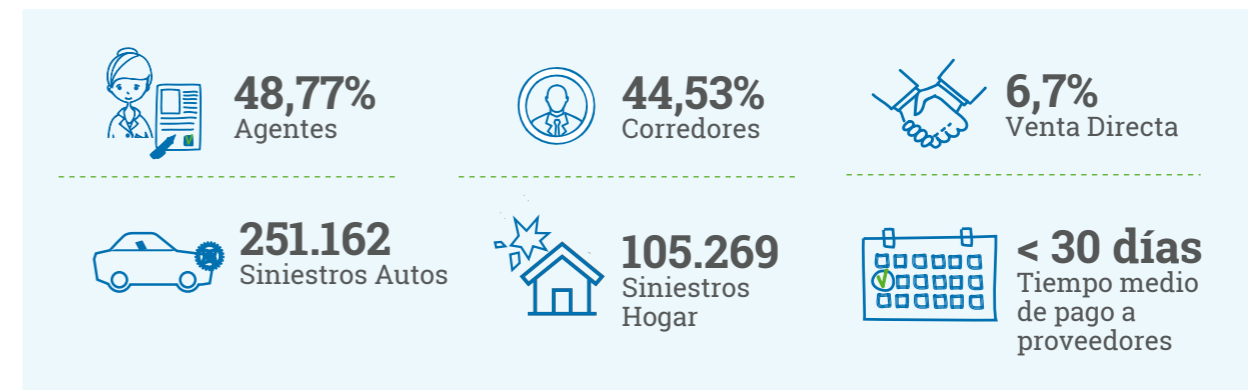 48,77%
Agentes
44,53%
Corredores
6,7%
Venta Directa
251.162
Siniestros Autos
105.269
Siniestros
Hogar
< 30 días
Tiempo medio
de pago a
proveedores